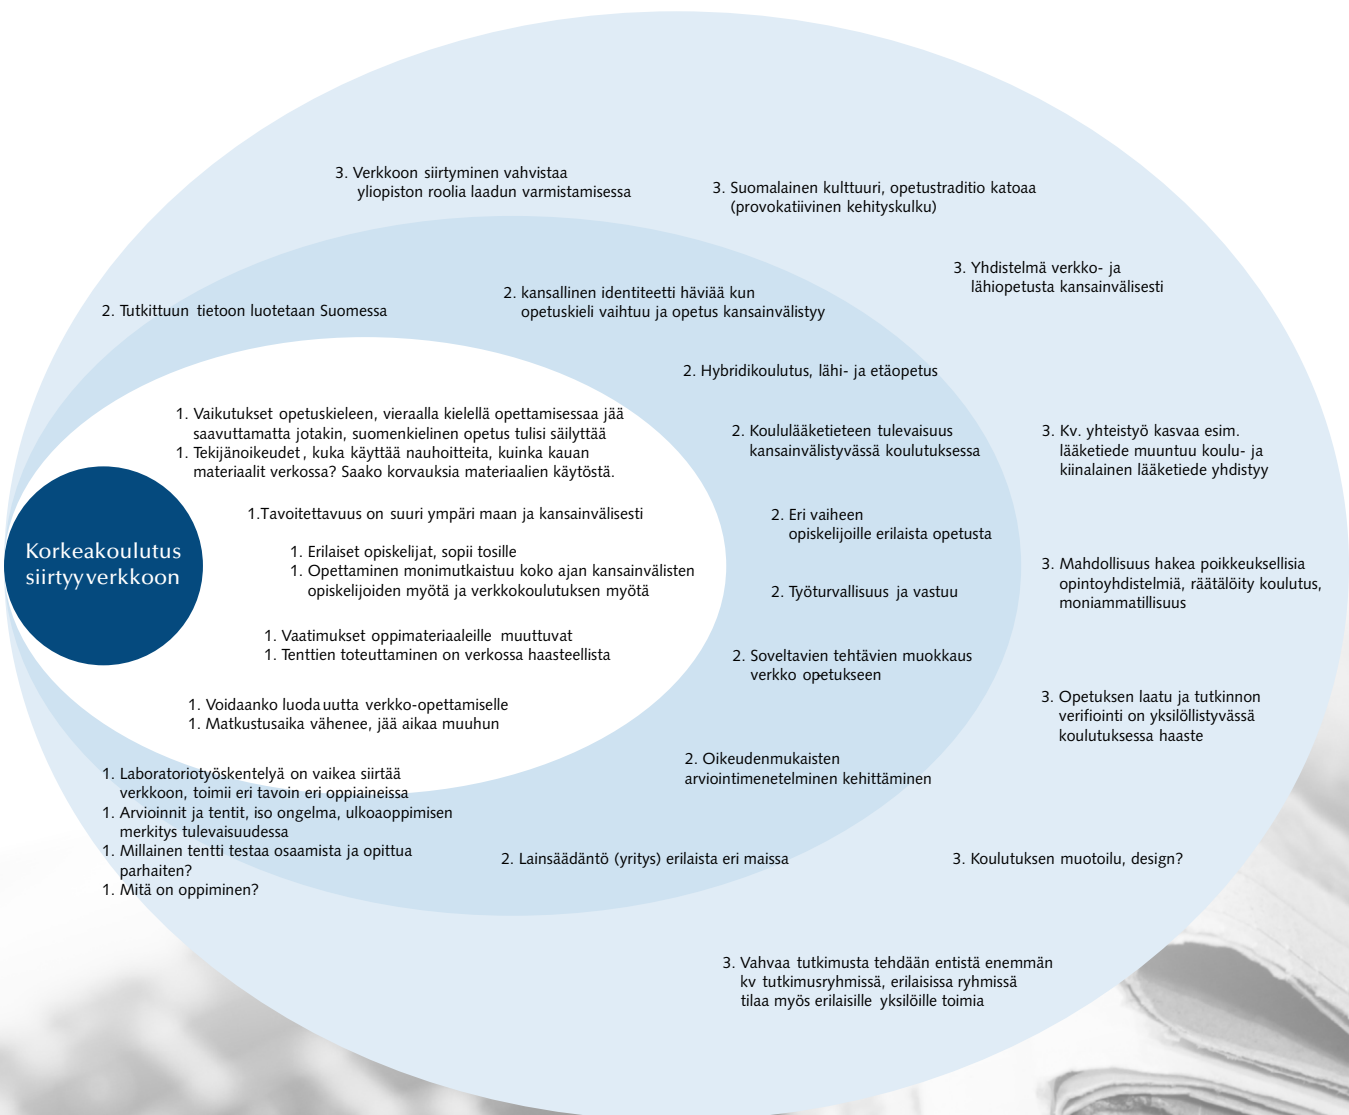 3. Verkkoon siirtyminen vahvistaa
yliopiston roolia laadun varmistamisessa
3. Suomalainen kulttuuri, opetustraditio katoaa
(provokatiivinen kehityskulku)
3. Yhdistelmä verkko- ja
lähiopetusta kansainvälisesti
2. Tutkittuun tietoon luotetaan Suomessa
2. kansallinen identiteetti häviää kun
opetuskieli vaihtuu ja opetus kansainvälistyy
2. Hybridikoulutus, lähi- ja etäopetus
1. Vaikutukset opetuskieleen, vieraalla kielellä opettamisessaa jää
saavuttamatta jotakin, suomenkielinen opetus tulisi säilyttää
1. Tekijänoikeudet, kuka käyttää nauhoitteita, kuinka kauan
materiaalit verkossa? Saako korvauksia materiaalien käytöstä.
2. Koululääketieteen tulevaisuus
kansainvälistyvässä koulutuksessa
3. Kv. yhteistyö kasvaa esim.
lääketiede muuntuu koulu- ja
kiinalainen lääketiede yhdistyy
1.Tavoitettavuus on suuri ympäri maan ja kansainvälisesti
2. Eri vaiheen
opiskelijoille erilaista opetusta
Korkeakoulutus
siirtyy verkkoon
1. Erilaiset opiskelijat, sopii tosille
1. Opettaminen monimutkaistuu koko ajan kansainvälisten
opiskelijoiden myötä ja verkkokoulutuksen myötä
2. Työturvallisuus ja vastuu
3. Mahdollisuus hakea poikkeuksellisia
opintoyhdistelmiä, räätälöity koulutus,
moniammatillisuus
1. Vaatimukset oppimateriaaleille muuttuvat
1. Tenttien toteuttaminen on verkossa haasteellista
2. Soveltavien tehtävien muokkaus
verkko opetukseen
1. Voidaanko luoda uutta verkko-opettamiselle
1. Matkustusaika vähenee, jää aikaa muuhun
3. Opetuksen laatu ja tutkinnon
verifiointi on yksilöllistyvässä
koulutuksessa haaste
2. Oikeudenmukaisten
arviointimenetelminen kehittäminen
1. Laboratoriotyöskentelyä on vaikea siirtää
verkkoon, toimii eri tavoin eri oppiaineissa
1. Arvioinnit ja tentit, iso ongelma, ulkoaoppimisen
merkitys tulevaisuudessa
1. Millainen tentti testaa osaamista ja opittua
parhaiten?
1. Mitä on oppiminen?
2. Lainsäädäntö (yritys) erilaista eri maissa
3. Koulutuksen muotoilu, design?
3. Vahvaa tutkimusta tehdään entistä enemmän
kv tutkimusryhmissä, erilaisissa ryhmissä
tilaa myös erilaisille yksilöille toimia